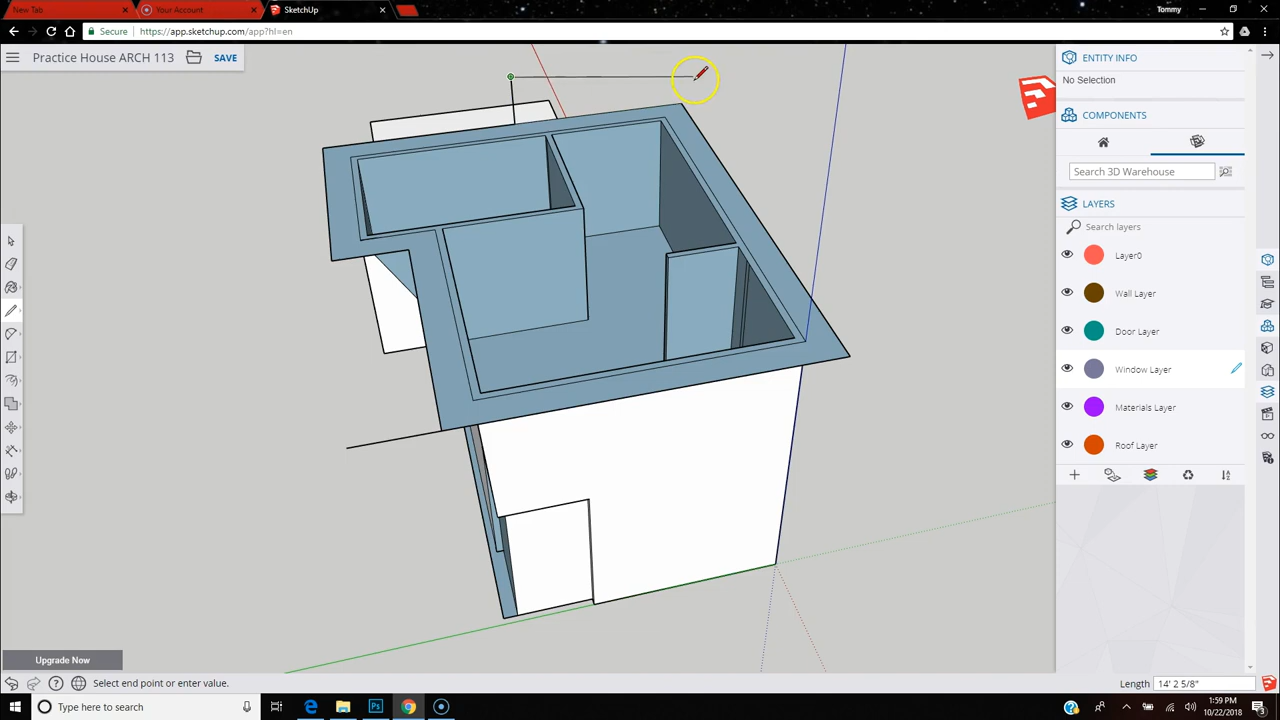 New Tab
Your Account
SketchUp
Tommy
Secure
https://app.sketchup.com/app?hl=en
Practice House ARCH 113
SAVE
ENTITY INFO
No Selection
COMPONENTS
Search 3D Warehouse
LAYERS
Search layers
Layer0
Wall Layer
Door Layer
Window Layer
Materials Layer
Roof Layer
Upgrade Now
Select end point or enter value.
Length
14' 2 5/8"
Type here to search
1:59 PM
10/22/2018